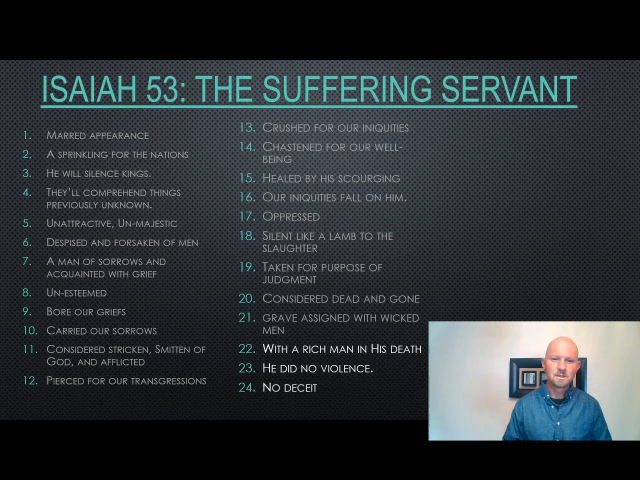 ISAIAH 53: THE SUFFERING SERVANT
1. MARRED APPEARANCE
2. A SPRINKLING FOR THE NATIONS
3. HE WILL SILENCE KINGS.
4. THEY'LL COMPREHEND THINGS
PREVIOUSLY UNKNOWN.
5. UNATTRACTIVE, UN-MAJESTIC
6. DESPISED AND FORSAKEN OF MEN
7. A MAN OF SORROWS AND
ACQUAINTED WITH GRIEF
8. UN-ESTEEMED
9. BORE OUR GRIEFS
10. CARRIED OUR SORROWS
11. CONSIDERED STRICKEN, SMITTEN OF
GOD, AND AFFLICTED
12. PIERCED FOR OUR TRANSGRESSIONS
13. CRUSHED FOR OUR INIQUITIES
14. CHASTENED FOR OUR WELL-
BEING
15. HEALED BY HIS SCOURGING
16. OUR INIQUITIES FALL ON HIM.
17. OPPRESSED
18. SILENT LIKE A LAMB TO THE
SLAUGHTER
19. TAKEN FOR PURPOSE OF
JUDGMENT
20. CONSIDERED DEAD AND GONE
21. GRAVE ASSIGNED WITH WICKED
MEN
22. WITH A RICH MAN IN HIS DEATH
23. HE DID NO VIOLENCE.
24. NO DECEIT